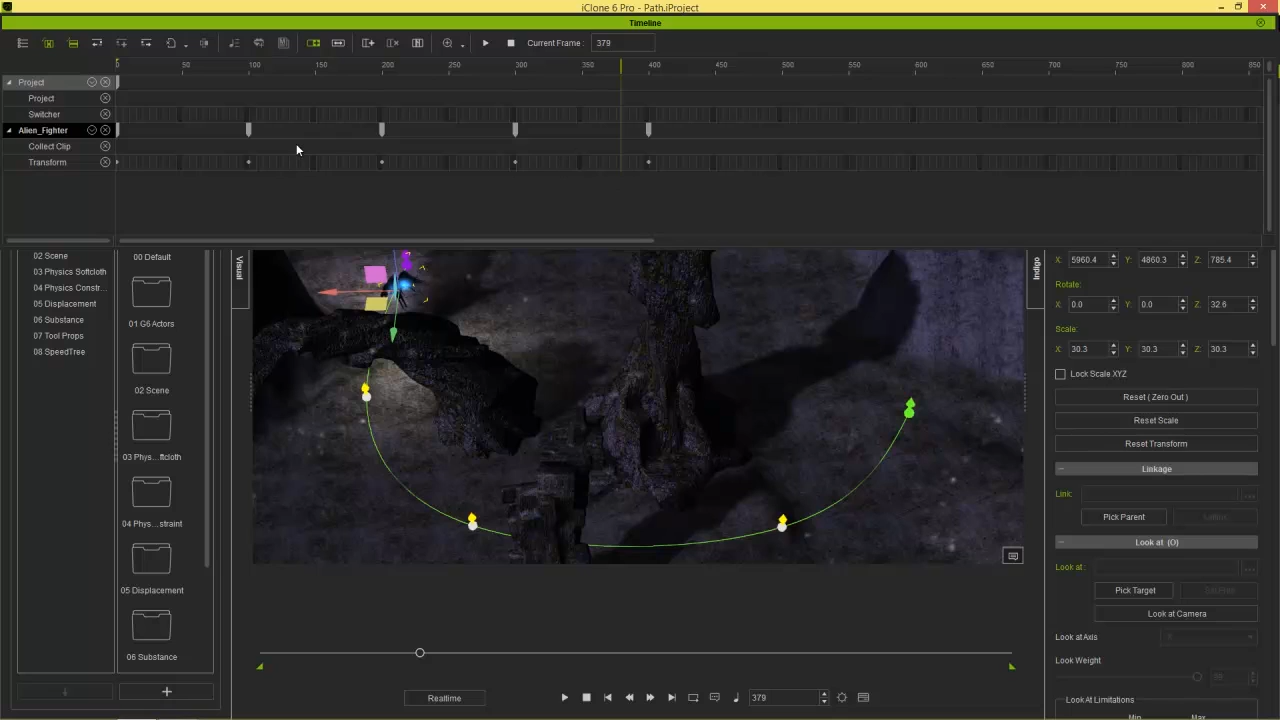 iClone 6 Pro - Path.iProject
Timeline
Current Frame : 379
0 50 100 150 200 250 300 350 400 450 500 550 600 650 700 750 800 850
Project
Project
Switcher
Alien_Fighter
Collect Clip
Transform
02 Scene
03 Physics Softcloth
04 Physics Constr...
05 Displacement
06 Substance
07 Tool Props
08 SpeedTree
00 Default
01 G6 Actors
02 Scene
03 Phys...ftcloth
04 Phys...straint
05 Displacement
06 Substance
Visual
Indigo
X: 5960.4 Y: 4860.3 Z: 785.4
Rotate:
X: 0.0 Y: 0.0 Z: 32.6
Scale:
X: 30.3 Y: 30.3 Z: 30.3
Lock Scale XYZ
Reset ( Zero Out )
Reset Scale
Reset Transform
Linkage
Link:
Pick Parent
Look at (O)
Look at:
Pick Target
Look at Camera
Look at Axis
Look Weight
Look At Limitations
Min Max
Realtime
379